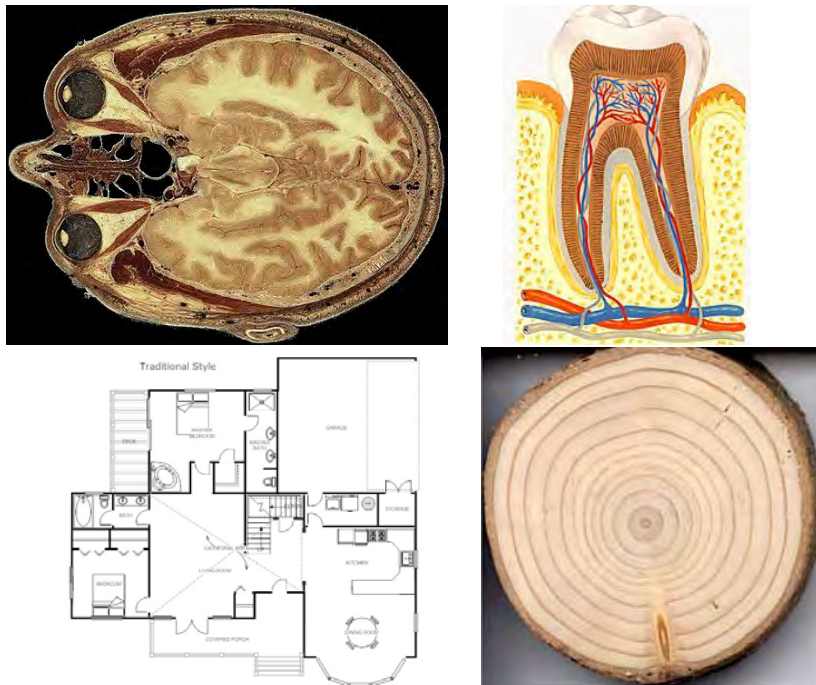 Traditional Style
DECK
MASTER
BEDROOM
MASTER
BATH
GARAGE
BATH
STORAGE
CATHEDRAL AREA
LIVING ROOM
KITCHEN
BEDROOM
DINING ROOM
COVERED PORCH